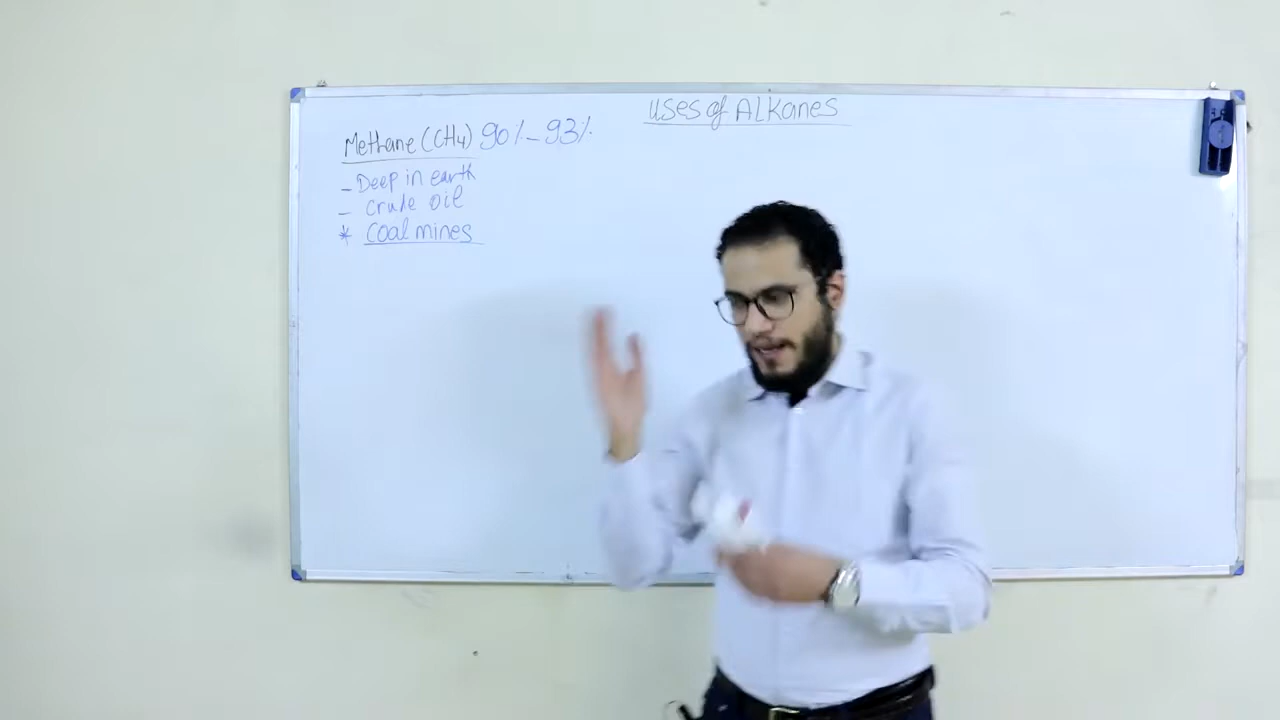 Uses of Alkanes
Methane (CH4) 90% - 93%
- Deep in earth
- Crude oil
* Coal mines